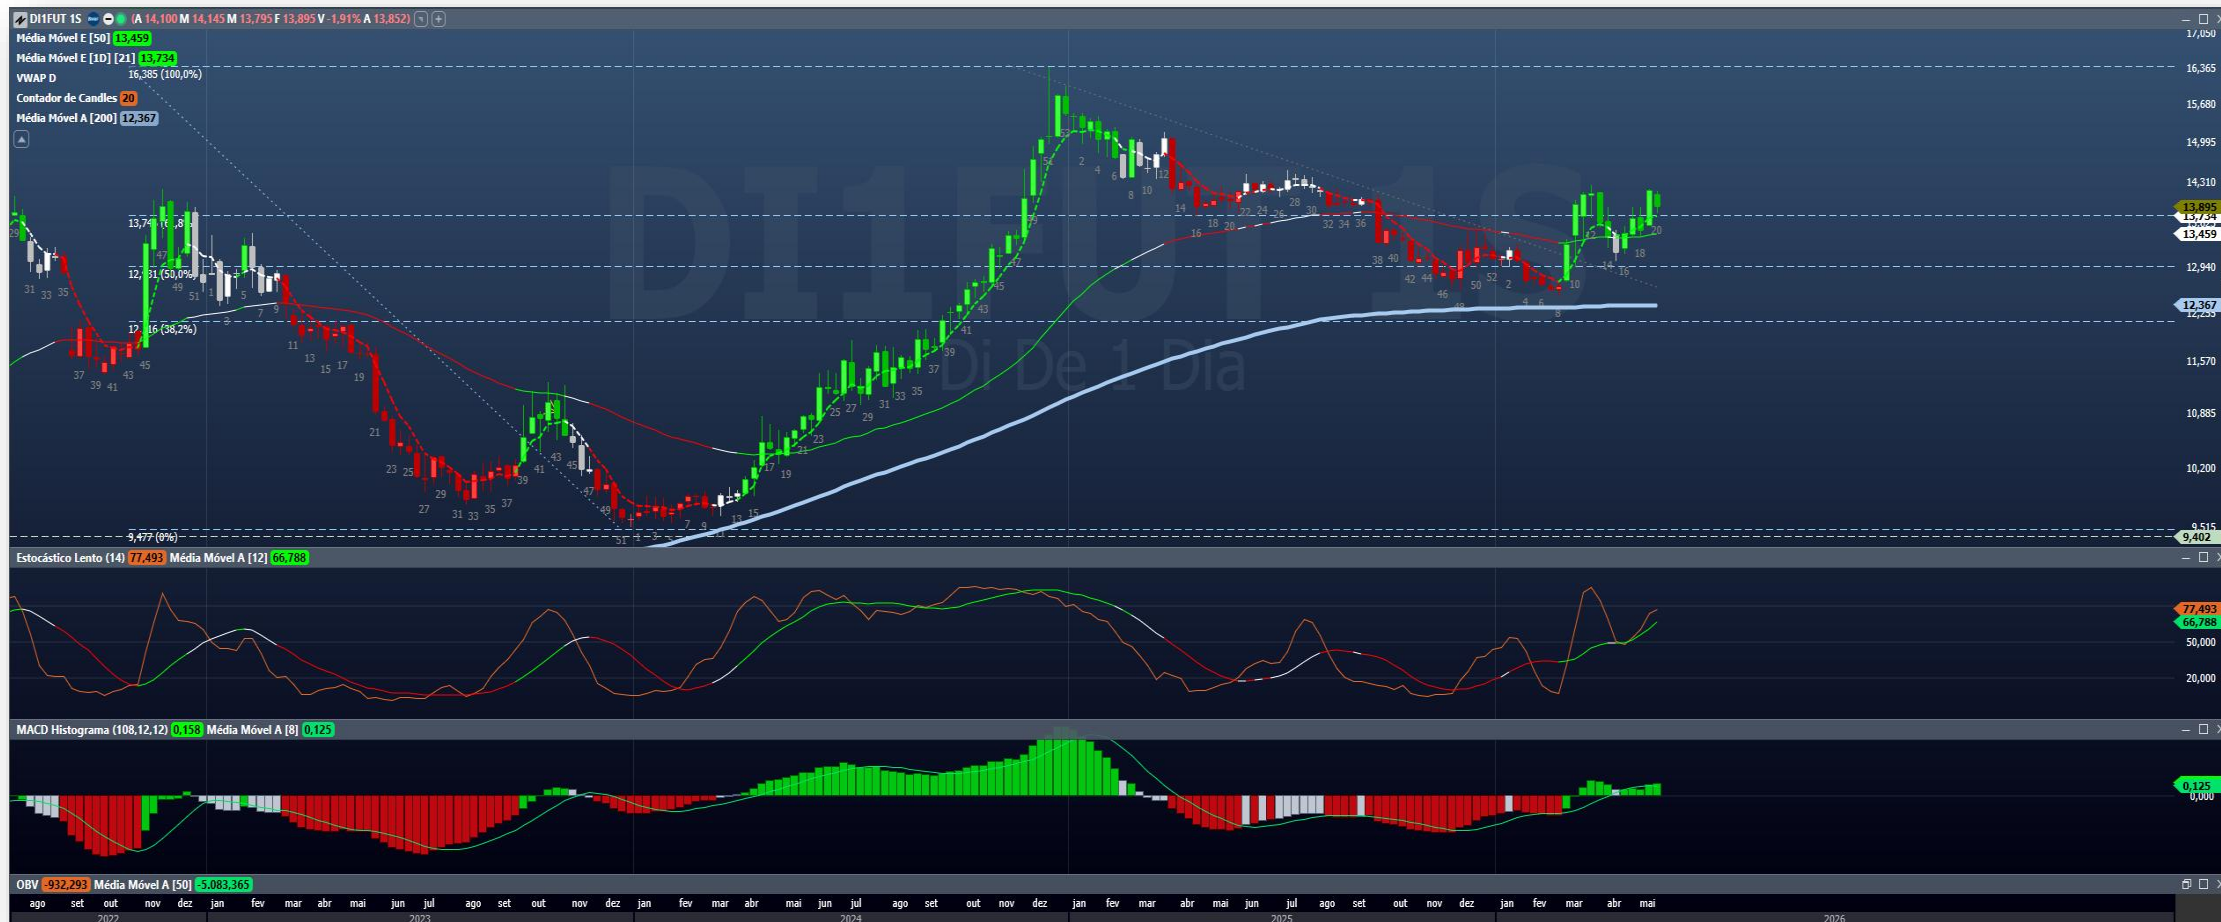 DI1FUT 1S (A 14,100 M 14,145 M 13,795 F 13,895 V -1,91% A 13,852)
Média Móvel E [50] 13,459
Média Móvel E [1D] [21] 13,734
VWAP D
Contador de Candles 20
Média Móvel A [200] 12,367
16,385 (100,0%)
12,931 (50,0%)
(38,2%)
9,477 (0%)
DI1FUT 1S
Di De 1 Dia
17,050
16,365
15,680
14,995
14,310
13,895
13,734
13,459
12,940
12,367
12,255
11,570
10,885
10,200
9,515
9,402
Estocástico Lento (14) 77,493 Média Móvel A [12] 66,788
77,493
66,788
50,000
20,000
MACD Histograma (108,12,12) 0,158 Média Móvel A [8] 0,125
0,125
0,000
OBV -932,293 Média Móvel A [50] -5.083,365
ago set out nov dez jan fev mar abr mai jun jul ago set out nov dez jan fev mar abr mai jun jul ago set out nov dez jan fev mar abr mai jun jul ago set out nov dez jan fev mar abr mai
2022 2023 2024 2025 2026